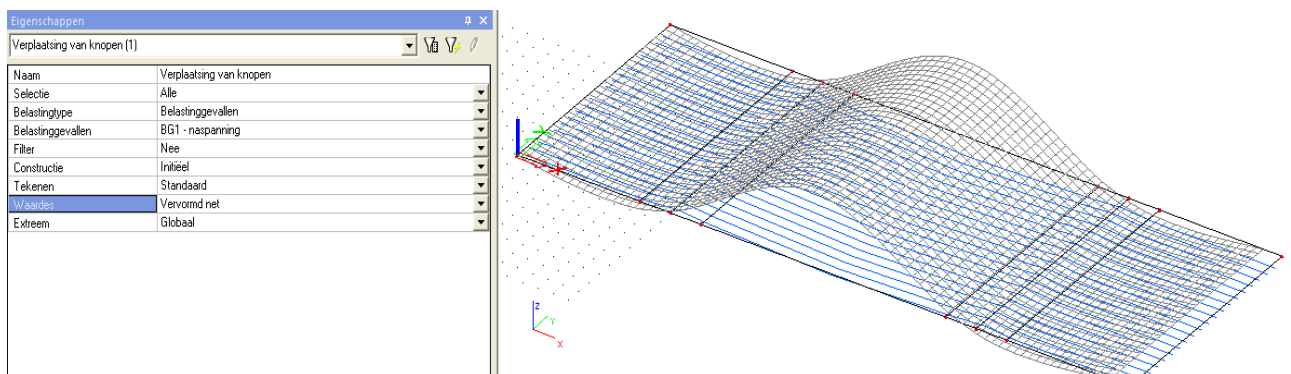 Eigenschappen
Verplaatsing van knopen (1)
Naam Verplaatsing van knopen
Selectie Alle
Belastingtype Belastinggevallen
Belastinggevallen BG1 - naspanning
Filter Nee
Constructie Initiëel
Tekenen Standaard
Waardes Vervormd net
Extreem Globaal
x
Z
Y
X